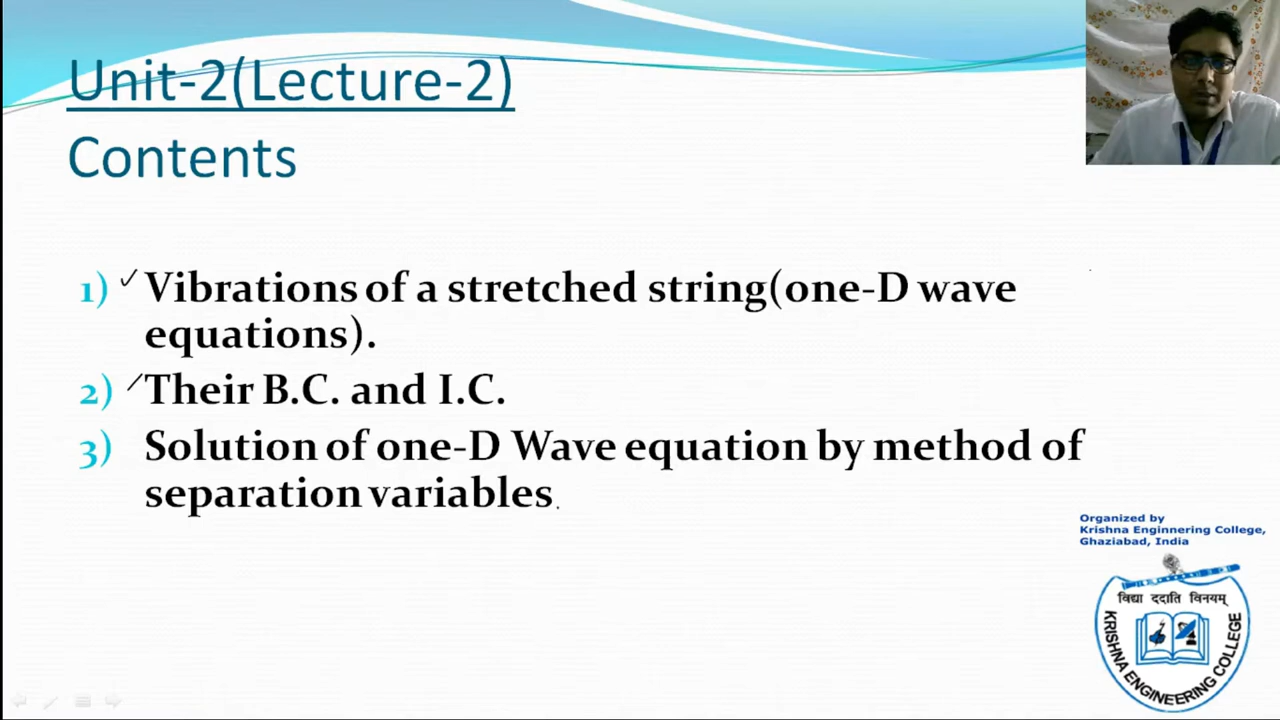 Unit-2(Lecture-2)
Contents
1) ✓ Vibrations of a stretched string(one-D wave
equations).
2) Their B.C. and I.C.
3) Solution of one-D Wave equation by method of
separation variables.
Organized by
Krishna Enginnering College,
Ghaziabad, India
विद्या ददाति विनयम्
KRISHNA ENGINEERING COLLEGE